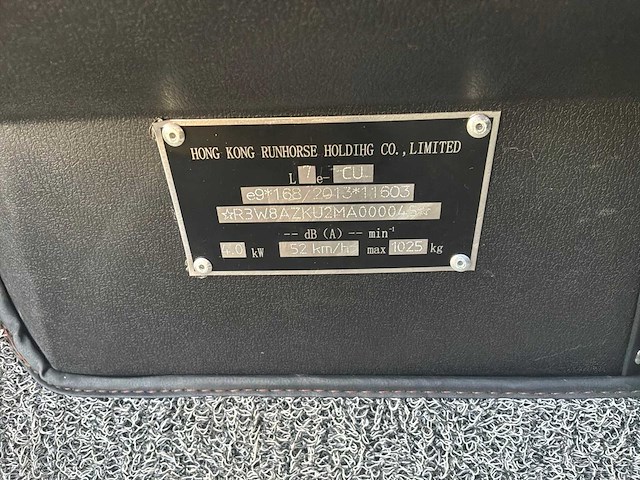 HONG KONG RUNHORSE HOLDIHG CO.,LIMITED
L 7 e- CU
e9*168/2013*11603
☆R3W8AZKU2MA000045☆
-- dB (A) -- min⁻¹
kW 52 km/h max 1025 kg